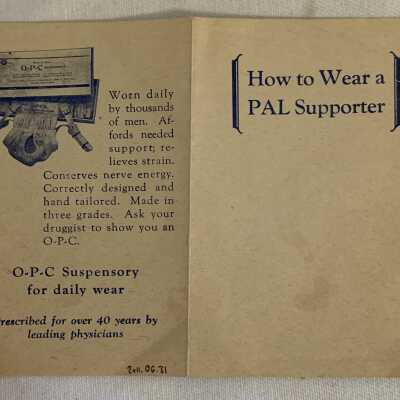 O-P-C
Worn daily
by thousands
of men. Af-
fords needed
support; re-
lieves strain.
Conserves nerve energy.
Correctly designed and
hand tailored. Made in
three grades. Ask your
druggist to show you an
O-P-C.
O-P-C Suspensory
for daily wear
Prescribed for over 40 years by
leading physicians
How to Wear a
PAL Supporter